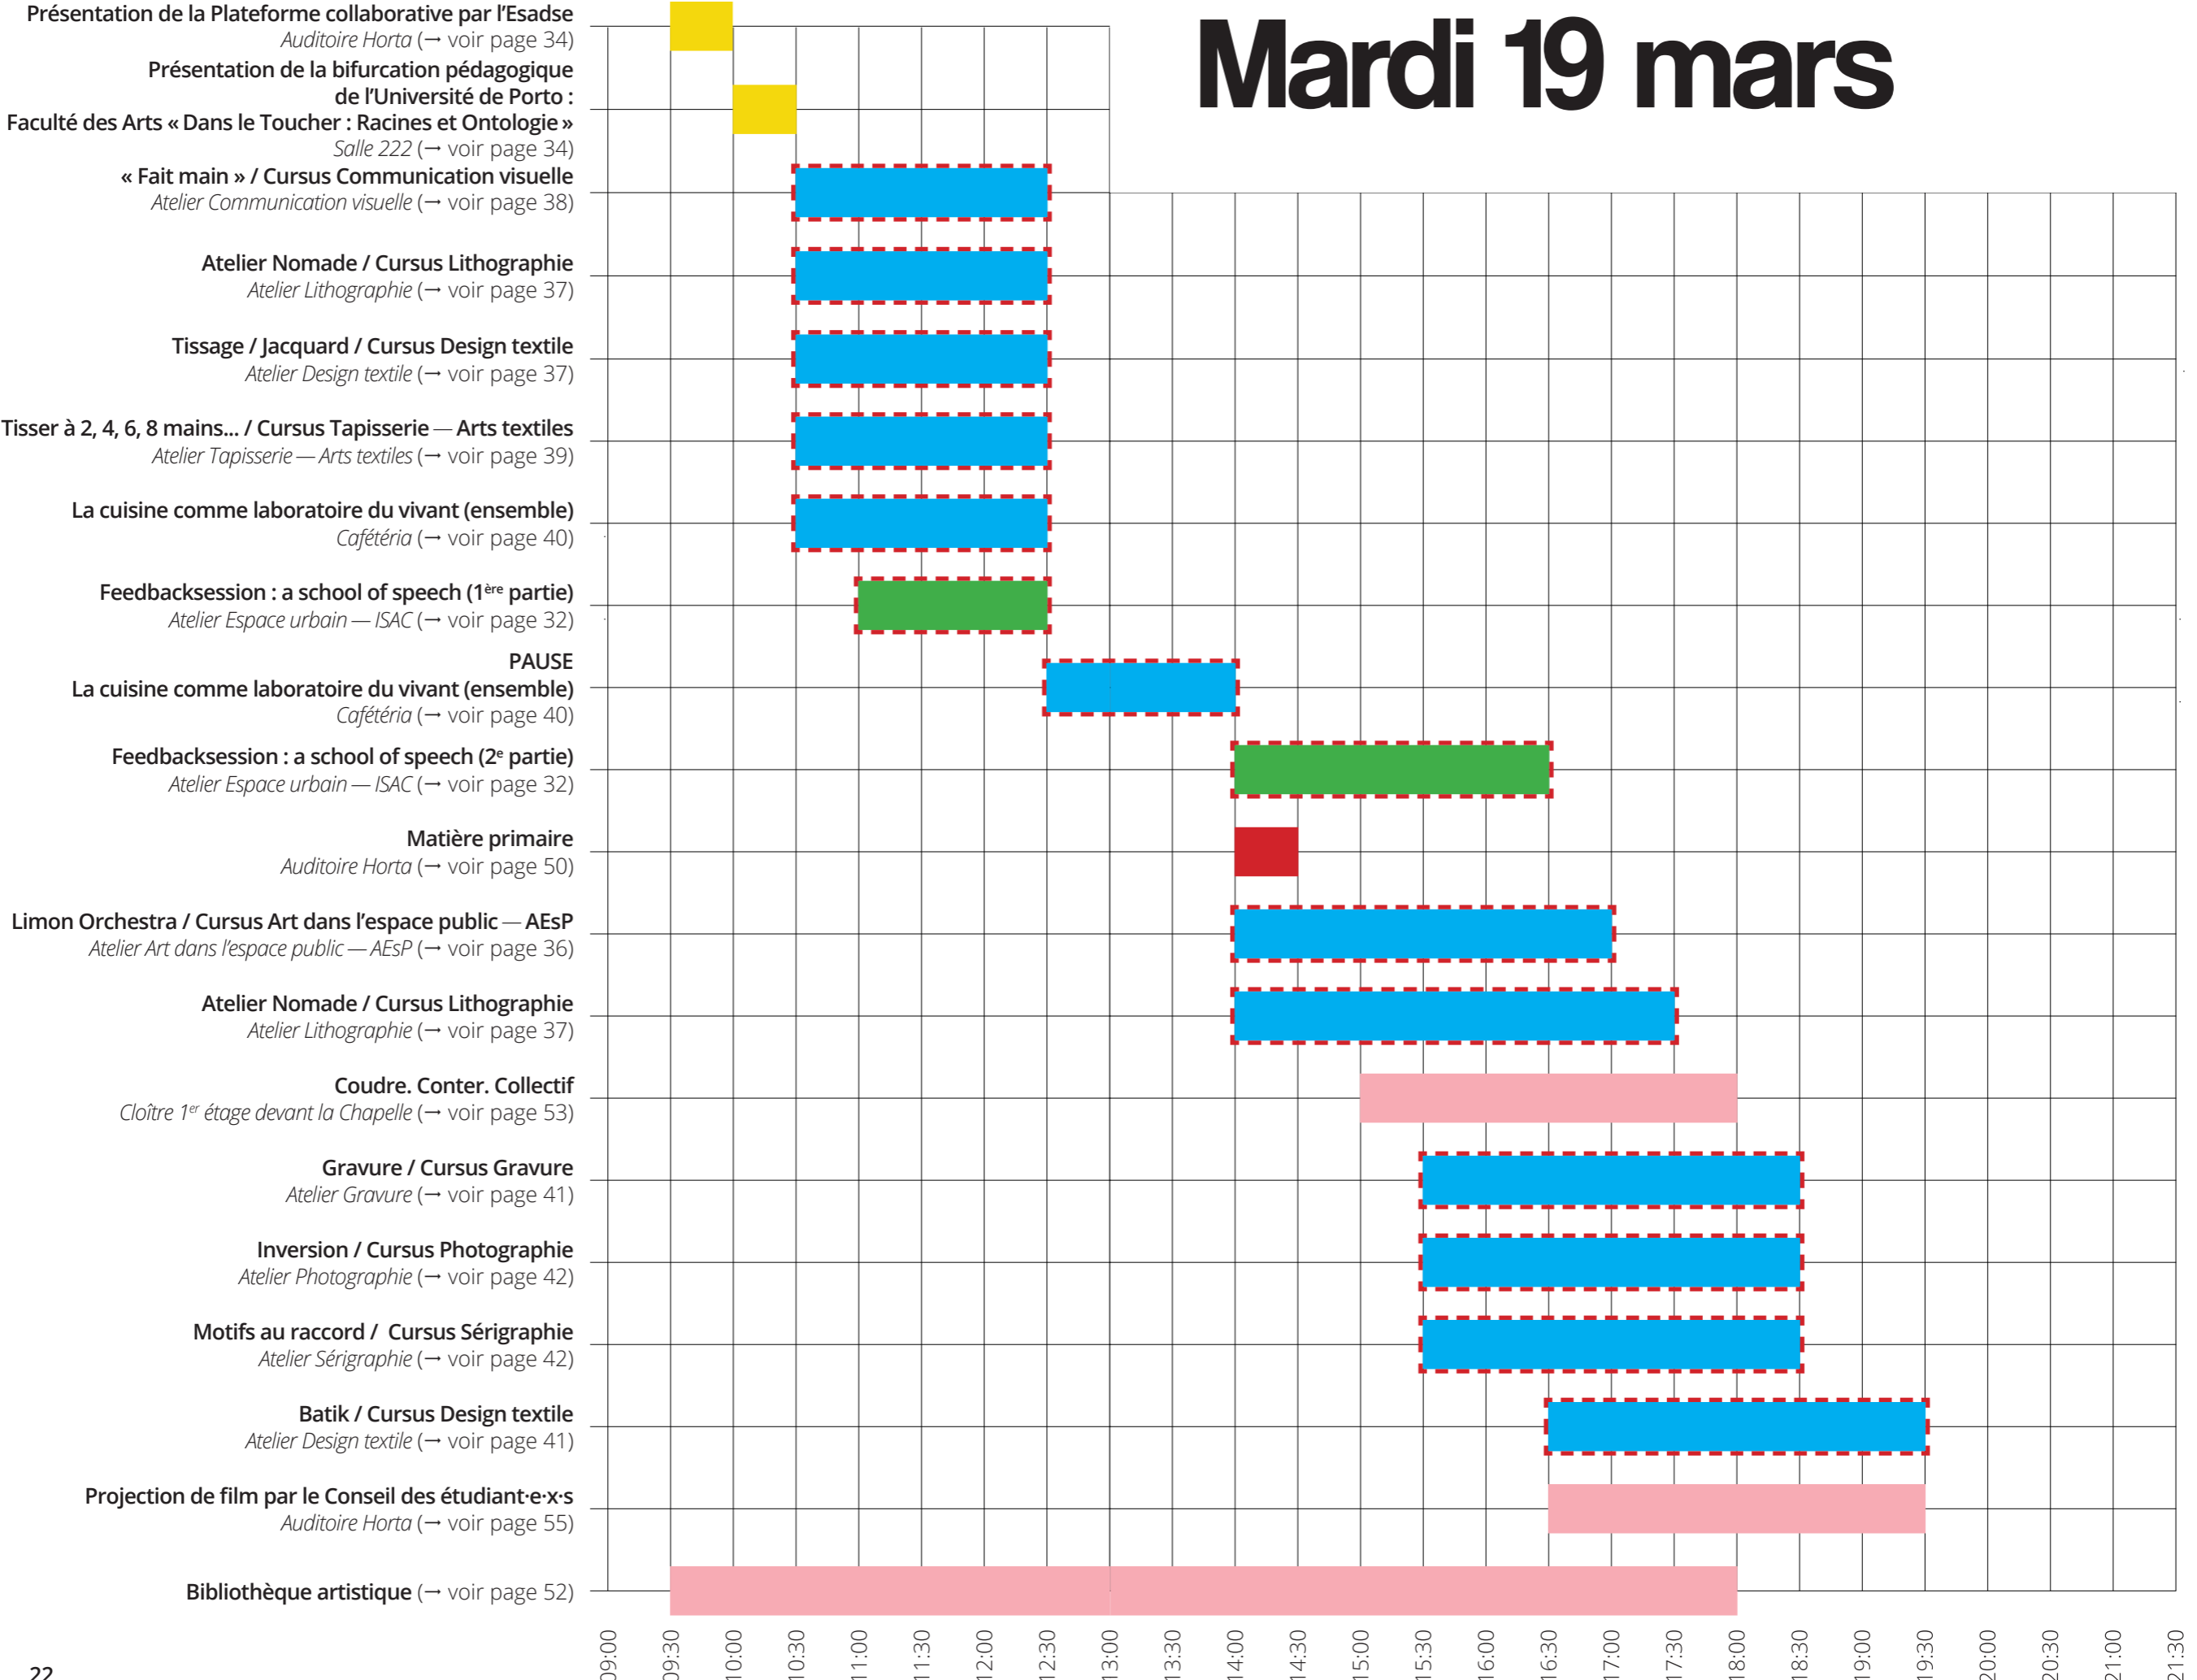 Mardi 19 mars
Présentation de la Plateforme collaborative par l’Esadse
Auditoire Horta (→ voir page 34)
Présentation de la bifurcation pédagogique
de l’Université de Porto :
Faculté des Arts « Dans le Toucher : Racines et Ontologie »
Salle 222 (→ voir page 34)
« Fait main » / Cursus Communication visuelle
Atelier Communication visuelle (→ voir page 38)
Atelier Nomade / Cursus Lithographie
Atelier Lithographie (→ voir page 37)
Tissage / Jacquard / Cursus Design textile
Atelier Design textile (→ voir page 37)
Tisser à 2, 4, 6, 8 mains... / Cursus Tapisserie — Arts textiles
Atelier Tapisserie — Arts textiles (→ voir page 39)
La cuisine comme laboratoire du vivant (ensemble)
Cafétéria (→ voir page 40)
Feedbacksession : a school of speech (1ère partie)
Atelier Espace urbain — ISAC (→ voir page 32)
PAUSE
La cuisine comme laboratoire du vivant (ensemble)
Cafétéria (→ voir page 40)
Feedbacksession : a school of speech (2e partie)
Atelier Espace urbain — ISAC (→ voir page 32)
Matière primaire
Auditoire Horta (→ voir page 50)
Limon Orchestra / Cursus Art dans l’espace public — AEsP
Atelier Art dans l’espace public — AEsP (→ voir page 36)
Atelier Nomade / Cursus Lithographie
Atelier Lithographie (→ voir page 37)
Coudre. Conter. Collectif
Cloître 1er étage devant la Chapelle (→ voir page 53)
Gravure / Cursus Gravure
Atelier Gravure (→ voir page 41)
Inversion / Cursus Photographie
Atelier Photographie (→ voir page 42)
Motifs au raccord / Cursus Sérigraphie
Atelier Sérigraphie (→ voir page 42)
Batik / Cursus Design textile
Atelier Design textile (→ voir page 41)
Projection de film par le Conseil des étudiant·e·x·s
Auditoire Horta (→ voir page 55)
Bibliothèque artistique (→ voir page 52)
09:00
09:30
10:00
10:30
11:00
11:30
12:00
12:30
13:00
13:30
14:00
14:30
15:00
15:30
16:00
16:30
17:00
17:30
18:00
18:30
19:00
19:30
20:00
20:30
21:00
21:30
22